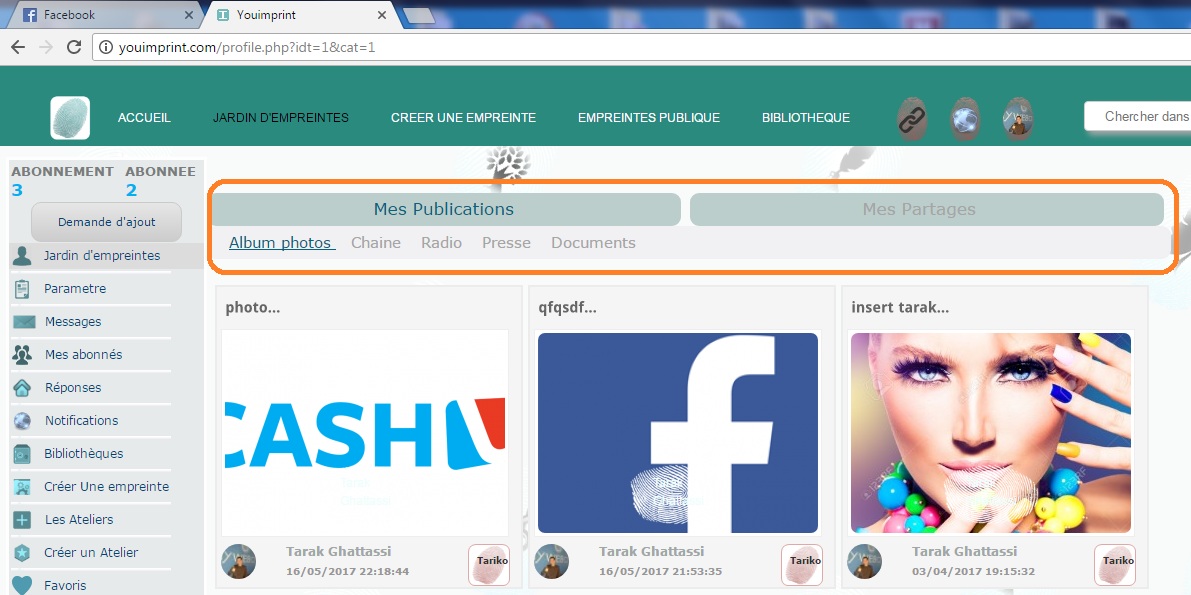 Facebook
Youimprint
youimprint.com/profile.php?idt=1&cat=1
ACCUEIL JARDIN D'EMPREINTES CREER UNE EMPREINTE EMPREINTES PUBLIQUE BIBLIOTHEQUE
Chercher dans
ABONNEMENT ABONNEE
3 2
Demande d'ajout
Jardin d'empreintes
Parametre
Messages
Mes abonnés
Réponses
Notifications
Bibliothèques
Créer Une empreinte
Les Ateliers
Créer un Atelier
Favoris
Mes Publications Mes Partages
Album photos Chaine Radio Presse Documents
photo...
CASH
Tarak Ghattassi
16/05/2017 22:18:44
Tariko
qfqsdf...
f
Tarak Ghattassi
16/05/2017 21:53:35
Tariko
insert tarak...
Tarak Ghattassi
03/04/2017 19:15:32
Tariko